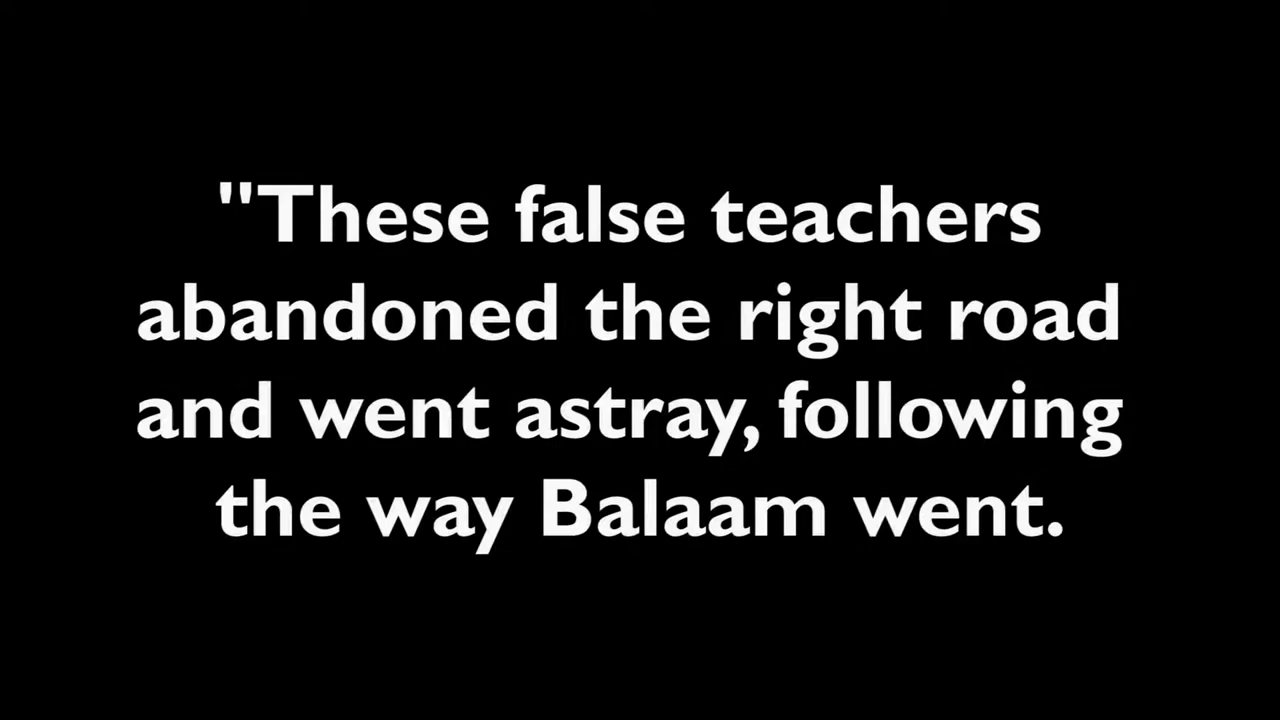 "These false teachers
abandoned the right road
and went astray, following
the way Balaam went.